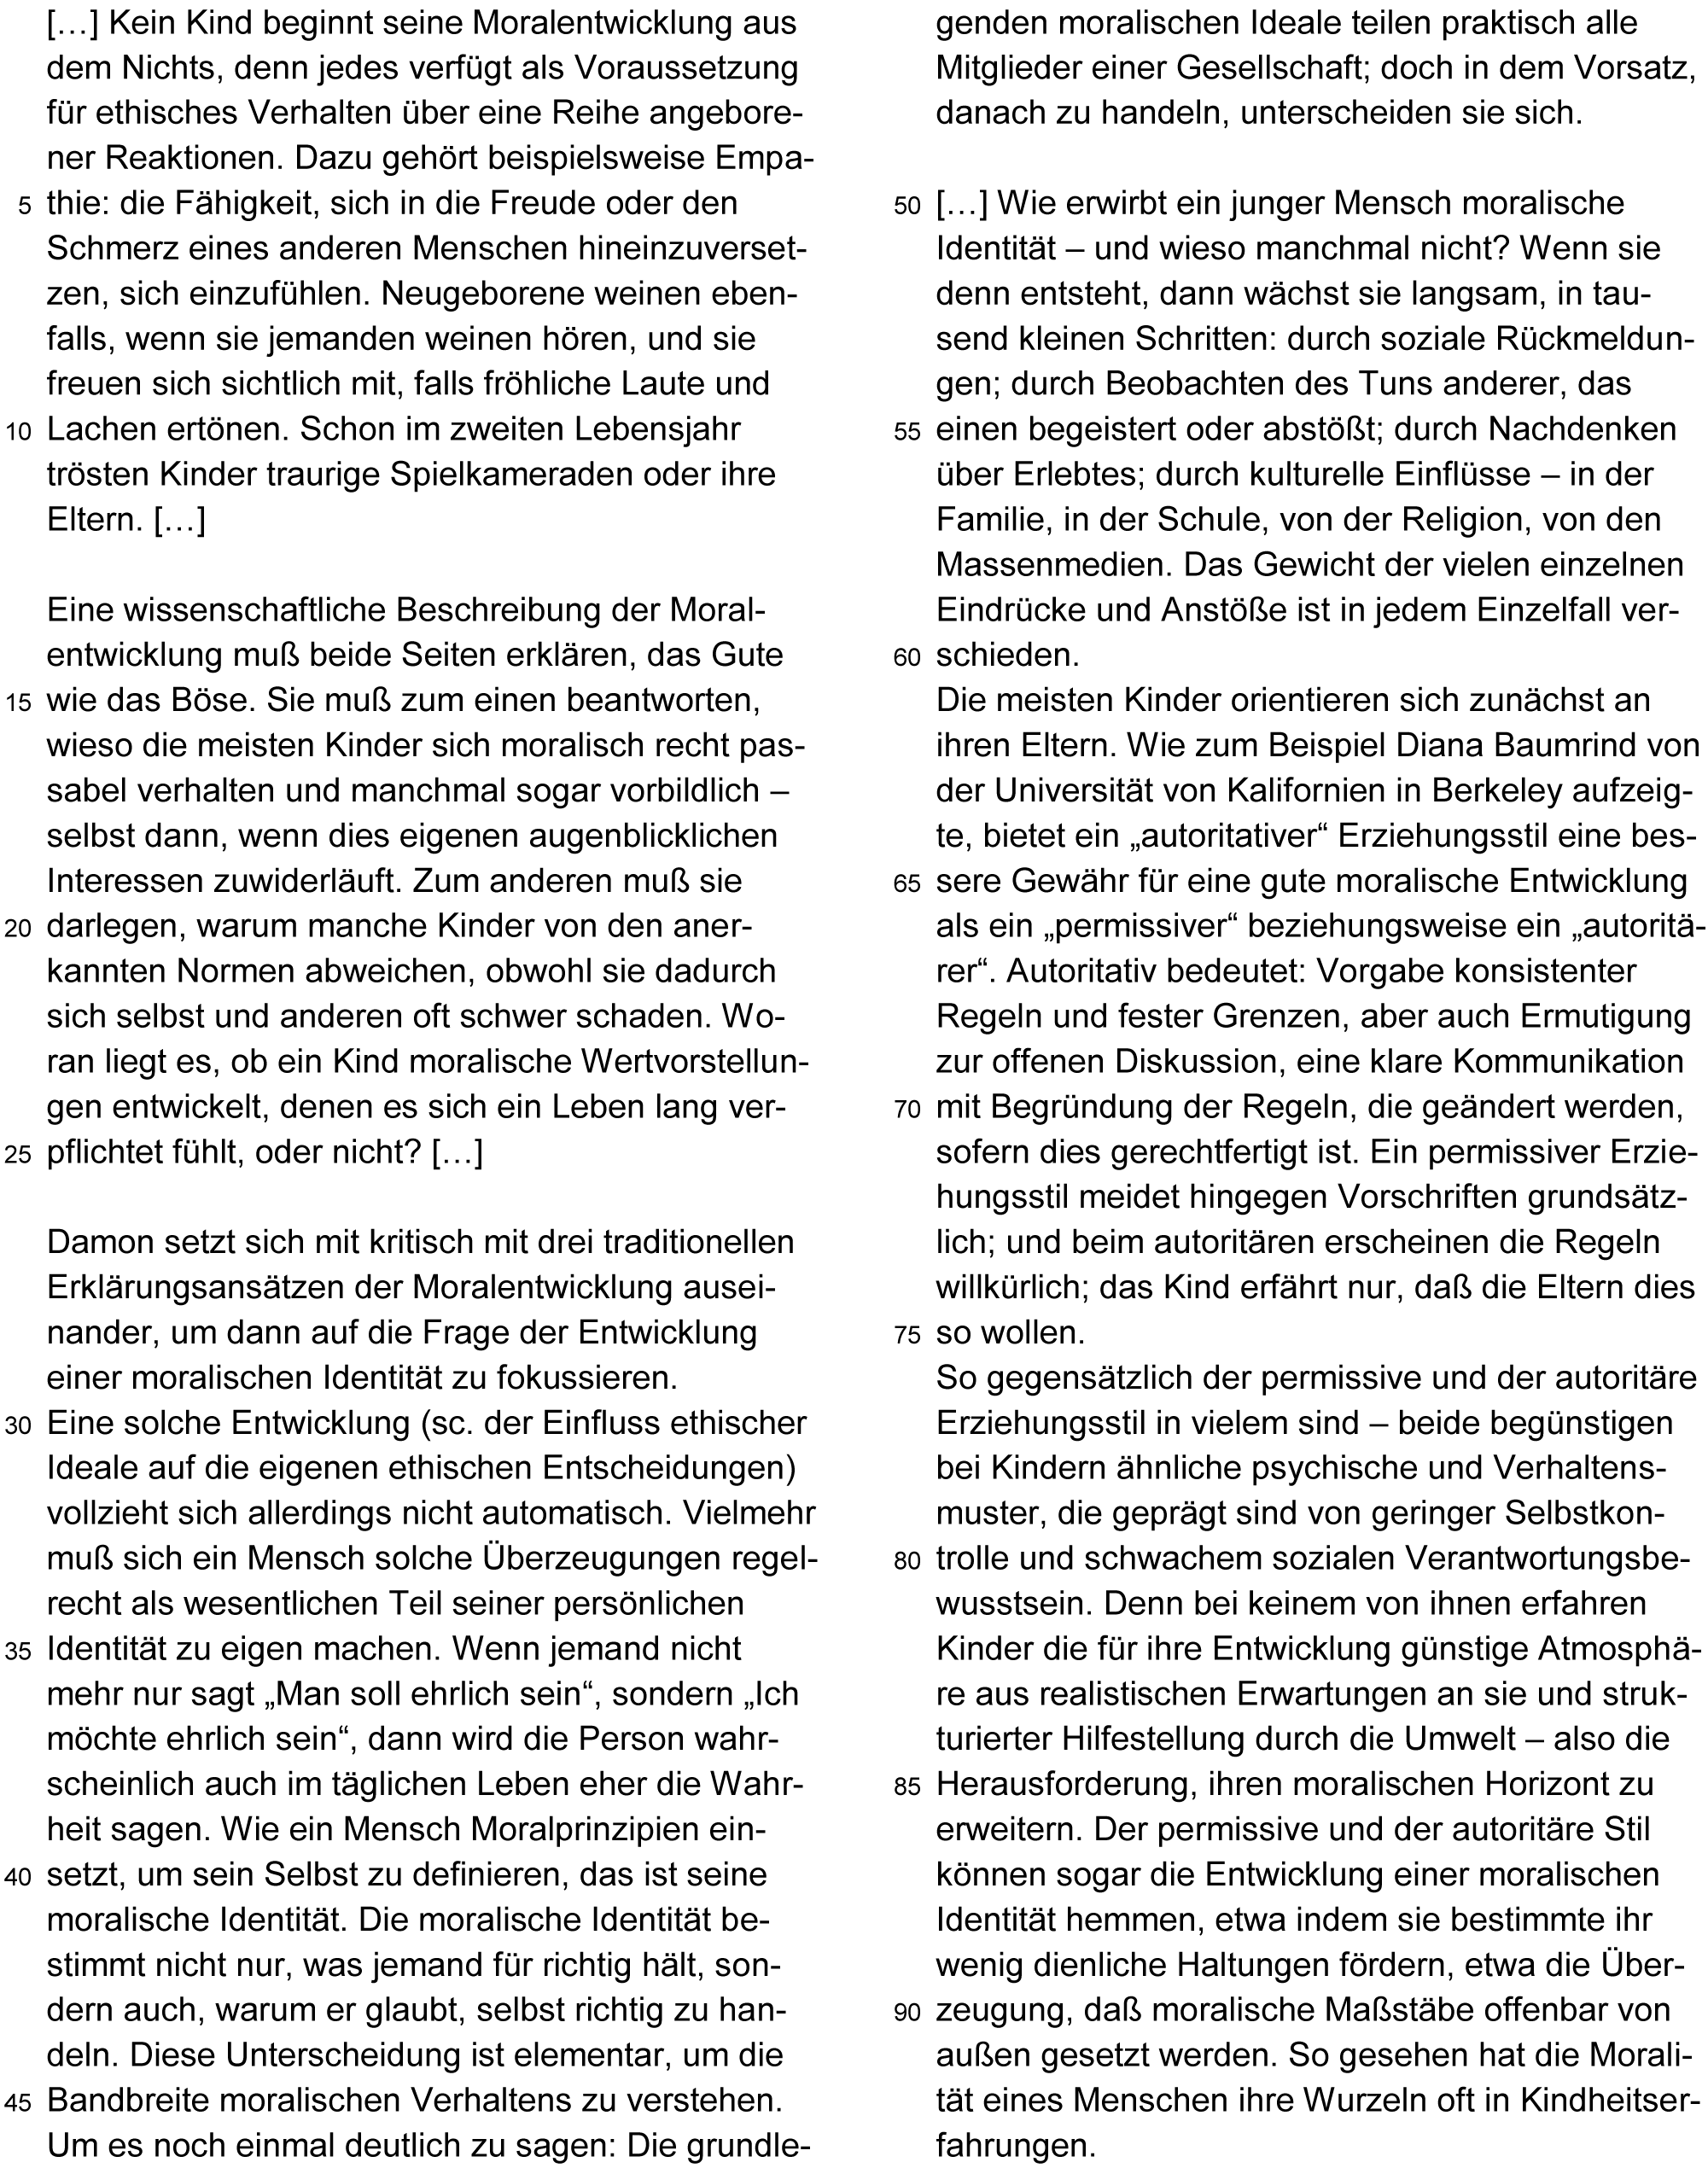 […] Kein Kind beginnt seine Moralentwicklung aus
dem Nichts, denn jedes verfügt als Voraussetzung
für ethisches Verhalten über eine Reihe angebore-
ner Reaktionen. Dazu gehört beispielsweise Empa-
5 thie: die Fähigkeit, sich in die Freude oder den
Schmerz eines anderen Menschen hineinzuverset-
zen, sich einzufühlen. Neugeborene weinen eben-
falls, wenn sie jemanden weinen hören, und sie
freuen sich sichtlich mit, falls fröhliche Laute und
10 Lachen ertönen. Schon im zweiten Lebensjahr
trösten Kinder traurige Spielkameraden oder ihre
Eltern. […]
Eine wissenschaftliche Beschreibung der Moral-
entwicklung muß beide Seiten erklären, das Gute
15 wie das Böse. Sie muß zum einen beantworten,
wieso die meisten Kinder sich moralisch recht pas-
sabel verhalten und manchmal sogar vorbildlich –
selbst dann, wenn dies eigenen augenblicklichen
Interessen zuwiderläuft. Zum anderen muß sie
20 darlegen, warum manche Kinder von den aner-
kannten Normen abweichen, obwohl sie dadurch
sich selbst und anderen oft schwer schaden. Wo-
ran liegt es, ob ein Kind moralische Wertvorstellun-
gen entwickelt, denen es sich ein Leben lang ver-
25 pflichtet fühlt, oder nicht? […]
Damon setzt sich mit kritisch mit drei traditionellen
Erklärungsansätzen der Moralentwicklung ausei-
nander, um dann auf die Frage der Entwicklung
einer moralischen Identität zu fokussieren.
30 Eine solche Entwicklung (sc. der Einfluss ethischer
Ideale auf die eigenen ethischen Entscheidungen)
vollzieht sich allerdings nicht automatisch. Vielmehr
muß sich ein Mensch solche Überzeugungen regel-
recht als wesentlichen Teil seiner persönlichen
35 Identität zu eigen machen. Wenn jemand nicht
mehr nur sagt „Man soll ehrlich sein“, sondern „Ich
möchte ehrlich sein“, dann wird die Person wahr-
scheinlich auch im täglichen Leben eher die Wahr-
heit sagen. Wie ein Mensch Moralprinzipien ein-
40 setzt, um sein Selbst zu definieren, das ist seine
moralische Identität. Die moralische Identität be-
stimmt nicht nur, was jemand für richtig hält, son-
dern auch, warum er glaubt, selbst richtig zu han-
deln. Diese Unterscheidung ist elementar, um die
45 Bandbreite moralischen Verhaltens zu verstehen.
Um es noch einmal deutlich zu sagen: Die grundle-
genden moralischen Ideale teilen praktisch alle
Mitglieder einer Gesellschaft; doch in dem Vorsatz,
danach zu handeln, unterscheiden sie sich.
50 […] Wie erwirbt ein junger Mensch moralische
Identität – und wieso manchmal nicht? Wenn sie
denn entsteht, dann wächst sie langsam, in tau-
send kleinen Schritten: durch soziale Rückmeldun-
gen; durch Beobachten des Tuns anderer, das
55 einen begeistert oder abstößt; durch Nachdenken
über Erlebtes; durch kulturelle Einflüsse – in der
Familie, in der Schule, von der Religion, von den
Massenmedien. Das Gewicht der vielen einzelnen
Eindrücke und Anstöße ist in jedem Einzelfall ver-
60 schieden.
Die meisten Kinder orientieren sich zunächst an
ihren Eltern. Wie zum Beispiel Diana Baumrind von
der Universität von Kalifornien in Berkeley aufzeig-
te, bietet ein „autoritativer“ Erziehungsstil eine bes-
65 sere Gewähr für eine gute moralische Entwicklung
als ein „permissiver“ beziehungsweise ein „autoritä-
rer“. Autoritativ bedeutet: Vorgabe konsistenter
Regeln und fester Grenzen, aber auch Ermutigung
zur offenen Diskussion, eine klare Kommunikation
70 mit Begründung der Regeln, die geändert werden,
sofern dies gerechtfertigt ist. Ein permissiver Erzie-
hungsstil meidet hingegen Vorschriften grundsätz-
lich; und beim autoritären erscheinen die Regeln
willkürlich; das Kind erfährt nur, daß die Eltern dies
75 so wollen.
So gegensätzlich der permissive und der autoritäre
Erziehungsstil in vielem sind – beide begünstigen
bei Kindern ähnliche psychische und Verhaltens-
muster, die geprägt sind von geringer Selbstkon-
80 trolle und schwachem sozialen Verantwortungsbe-
wusstsein. Denn bei keinem von ihnen erfahren
Kinder die für ihre Entwicklung günstige Atmosphä-
re aus realistischen Erwartungen an sie und struk-
turierter Hilfestellung durch die Umwelt – also die
85 Herausforderung, ihren moralischen Horizont zu
erweitern. Der permissive und der autoritäre Stil
können sogar die Entwicklung einer moralischen
Identität hemmen, etwa indem sie bestimmte ihr
wenig dienliche Haltungen fördern, etwa die Über-
90 zeugung, daß moralische Maßstäbe offenbar von
außen gesetzt werden. So gesehen hat die Morali-
tät eines Menschen ihre Wurzeln oft in Kindheitser-
fahrungen.